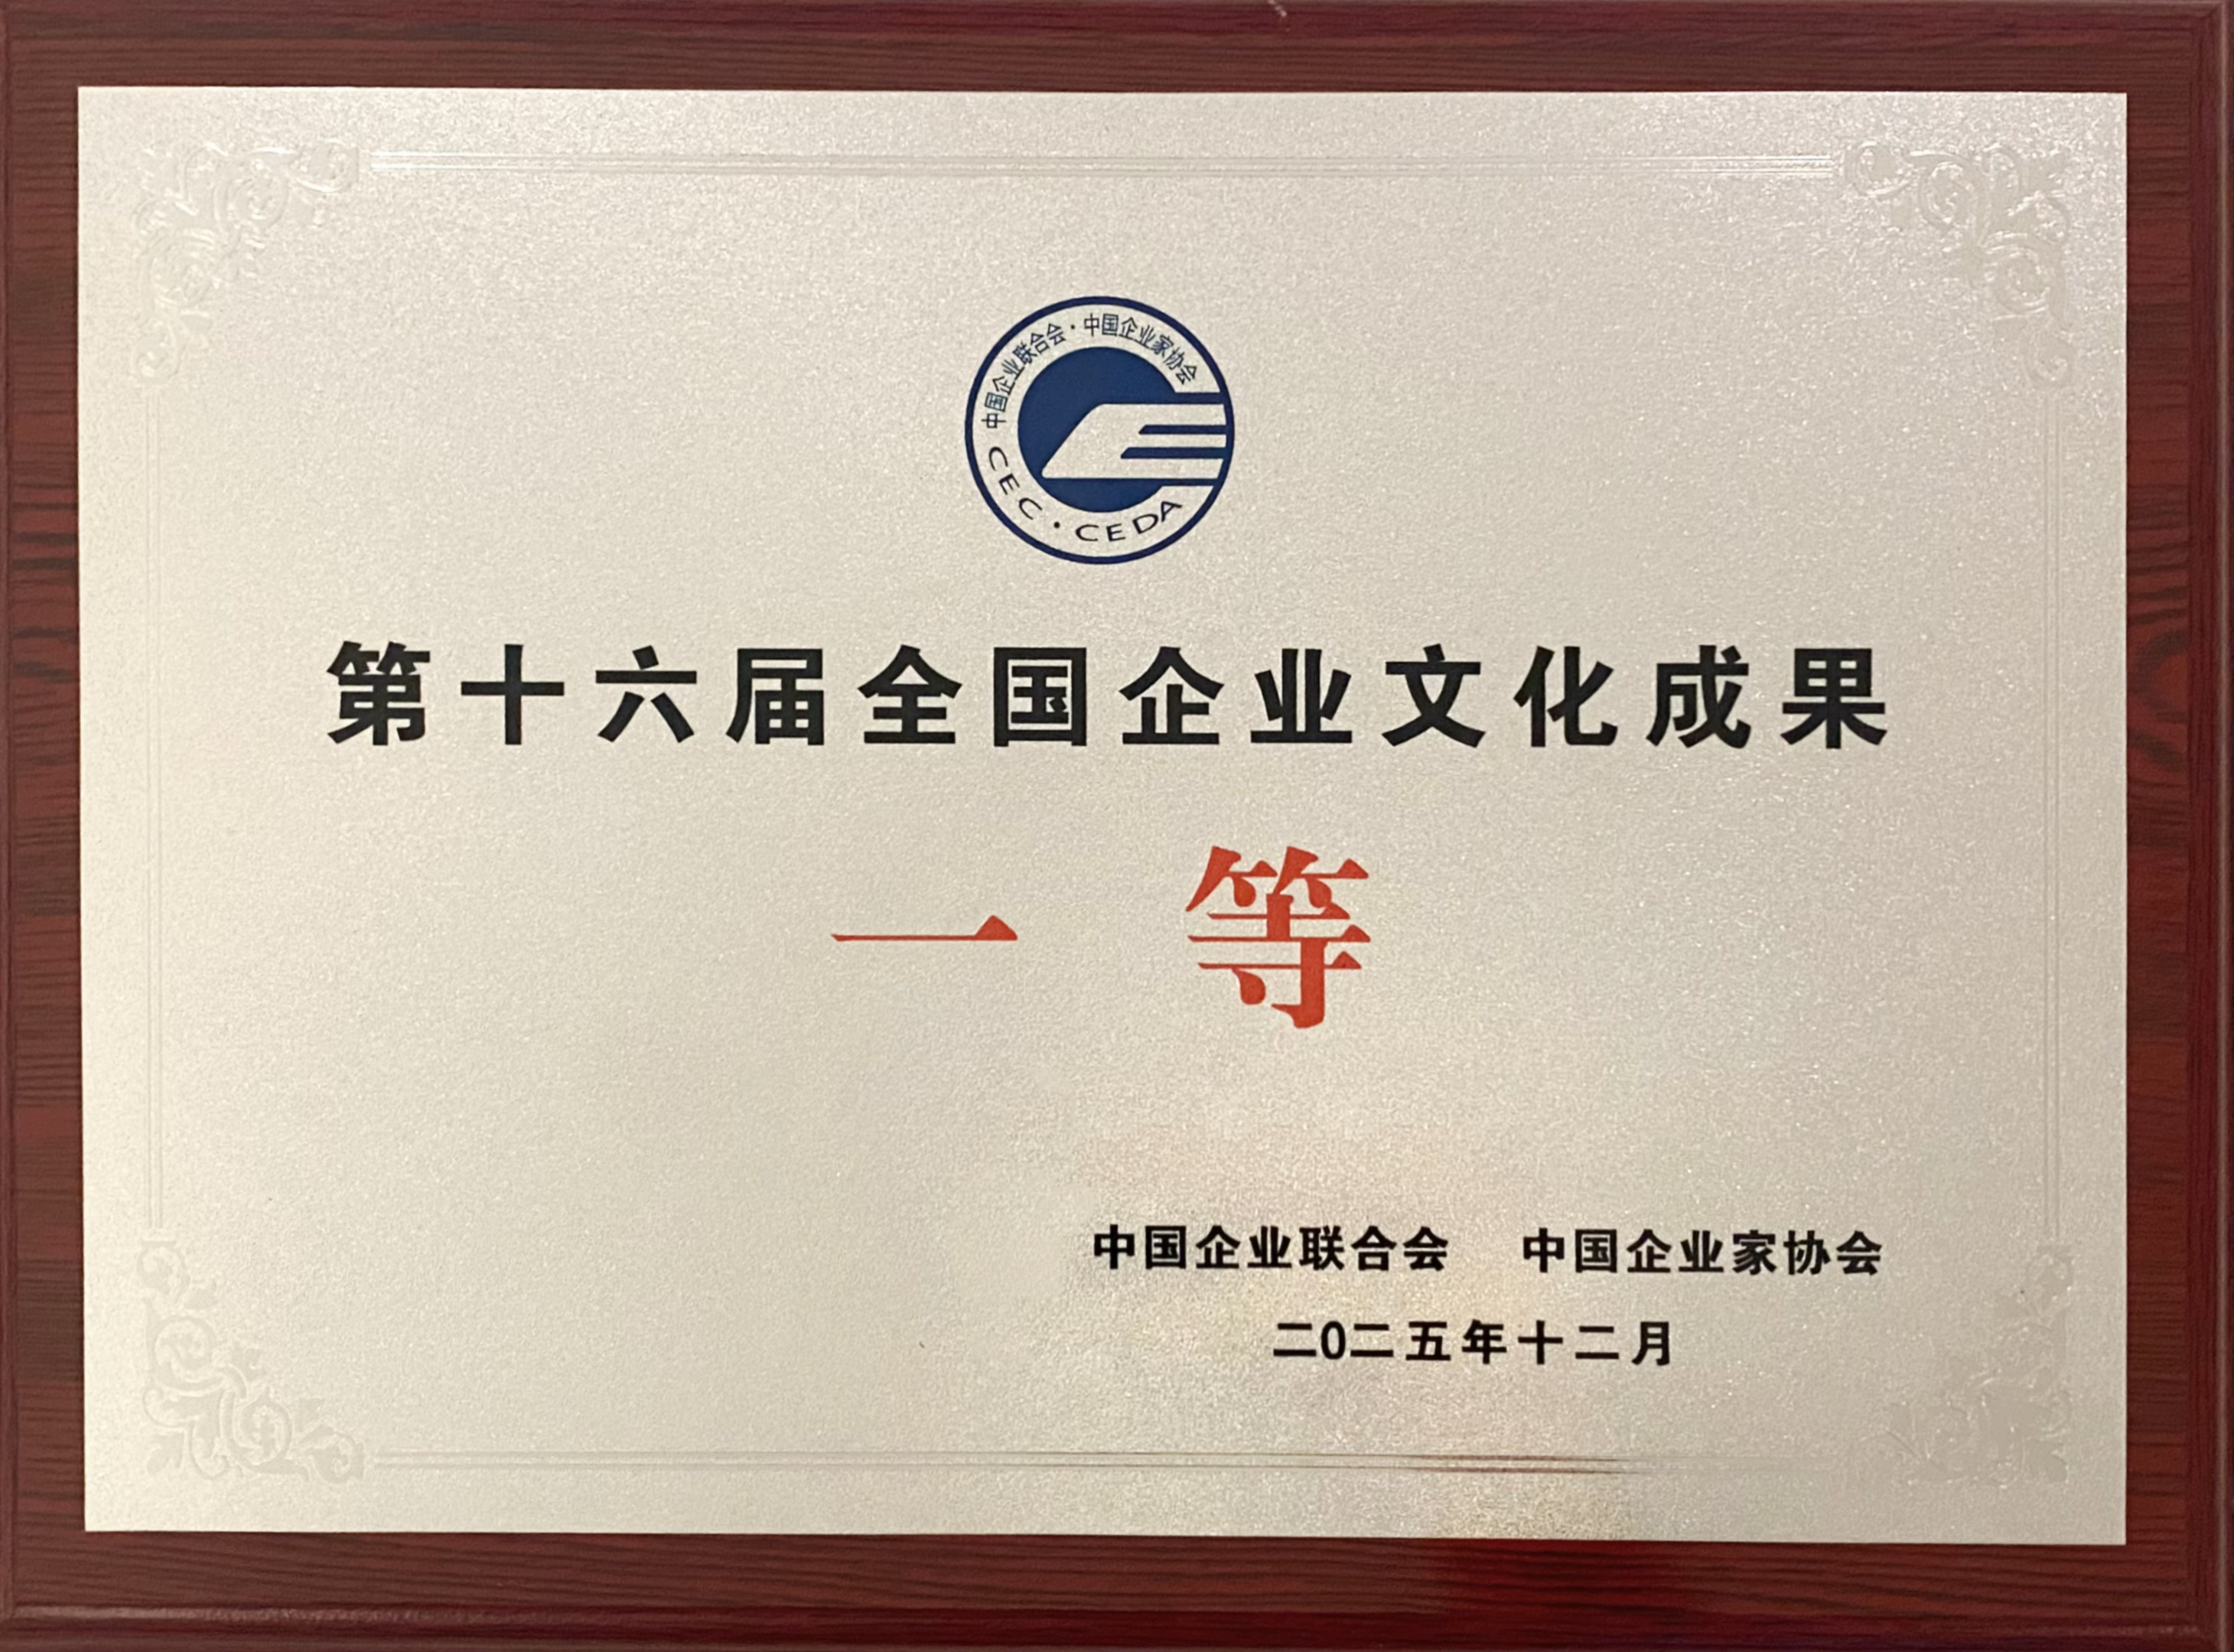 中国企业联合会·中国企业家协会
CEC·CEDA
第十六届全国企业文化成果
一 等
中国企业联合会 中国企业家协会
二0二五年十二月